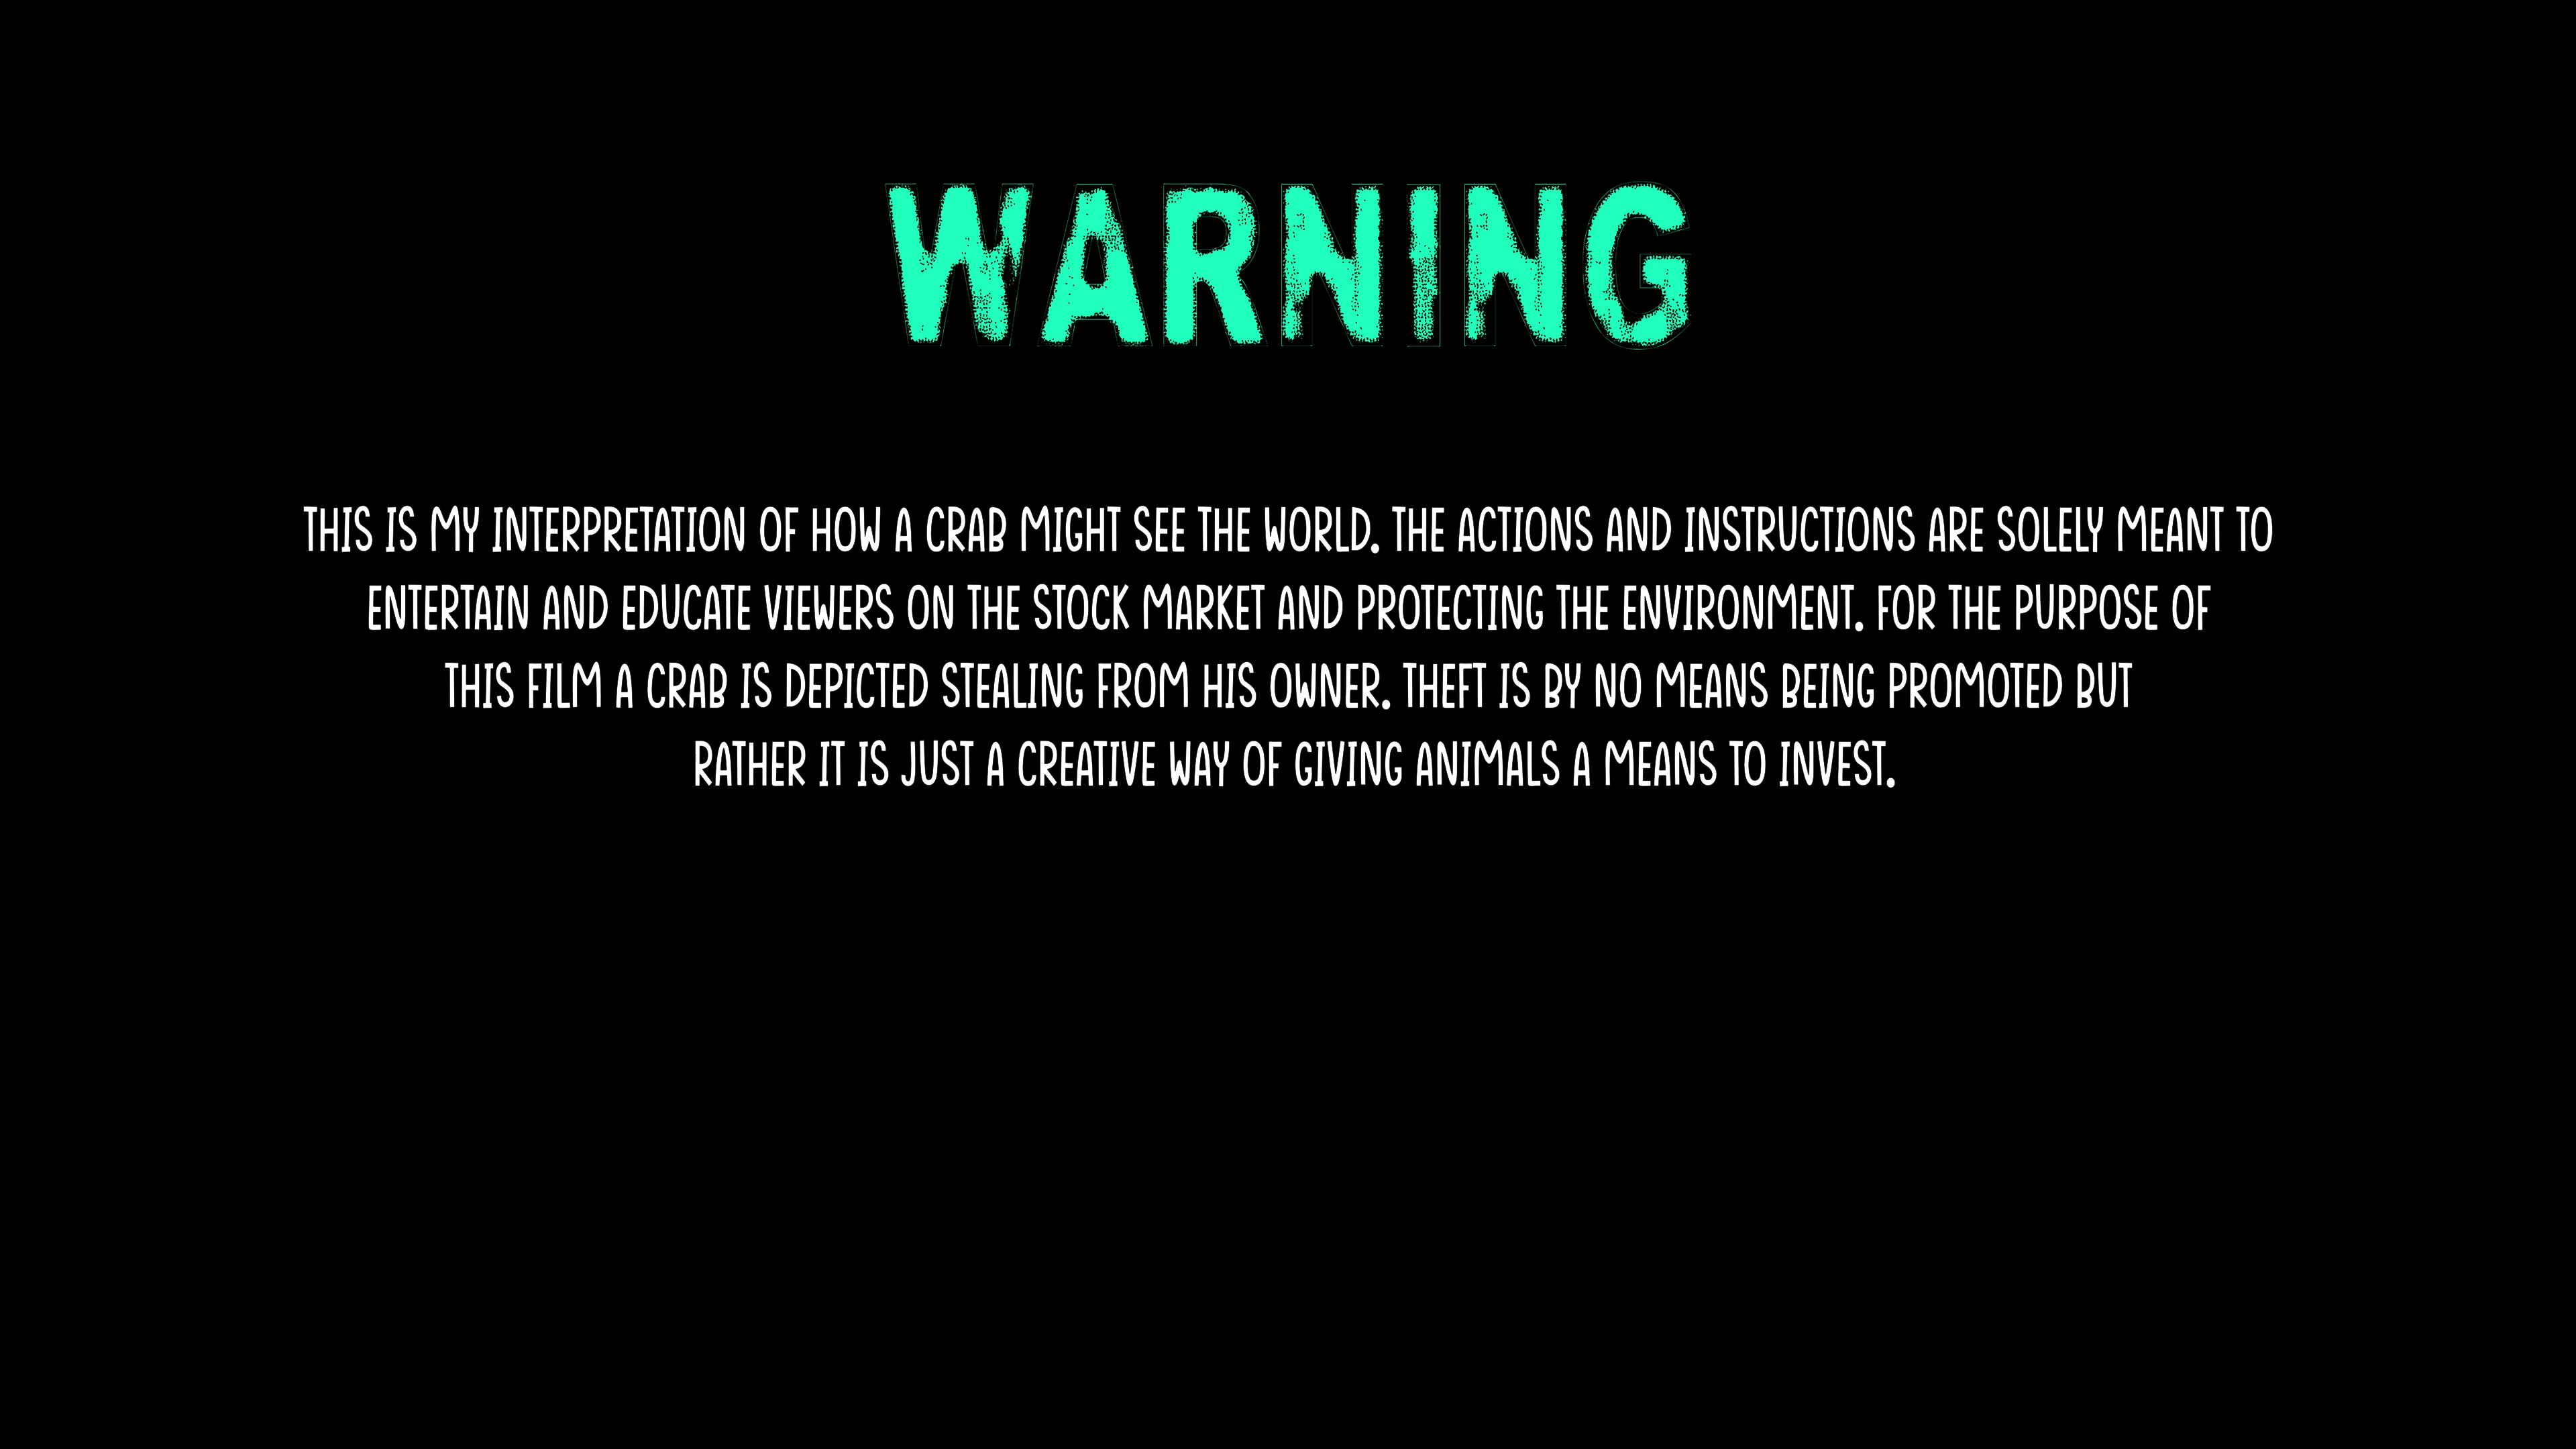 WARNING
THIS IS MY INTERPRETATION OF HOW A CRAB MIGHT SEE THE WORLD. THE ACTIONS AND INSTRUCTIONS ARE SOLELY MEANT TO
ENTERTAIN AND EDUCATE VIEWERS ON THE STOCK MARKET AND PROTECTING THE ENVIRONMENT. FOR THE PURPOSE OF
THIS FILM A CRAB IS DEPICTED STEALING FROM HIS OWNER. THEFT IS BY NO MEANS BEING PROMOTED BUT
RATHER IT IS JUST A CREATIVE WAY OF GIVING ANIMALS A MEANS TO INVEST.